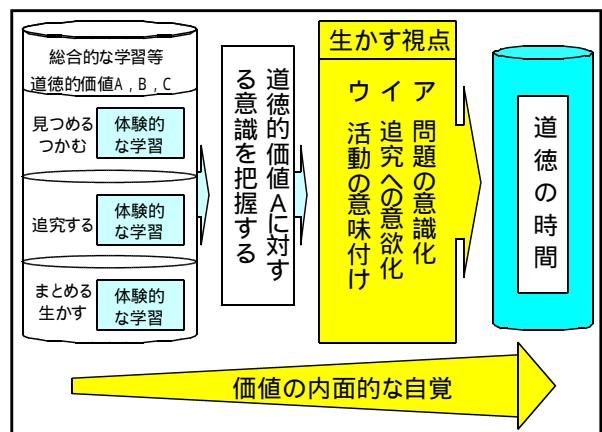 総合的な学習等
道徳的価値A，B，C
見つめる
つかむ
体験的
な学習
追究する
体験的
な学習
まとめる
生かす
体験的
な学習
道徳的価値Aに対す
る意識を把握する
生かす視点
ア 問題の意識化
イ 追究への意欲化
ウ 活動の意味付け
道徳の時間
価値の内面的な自覚